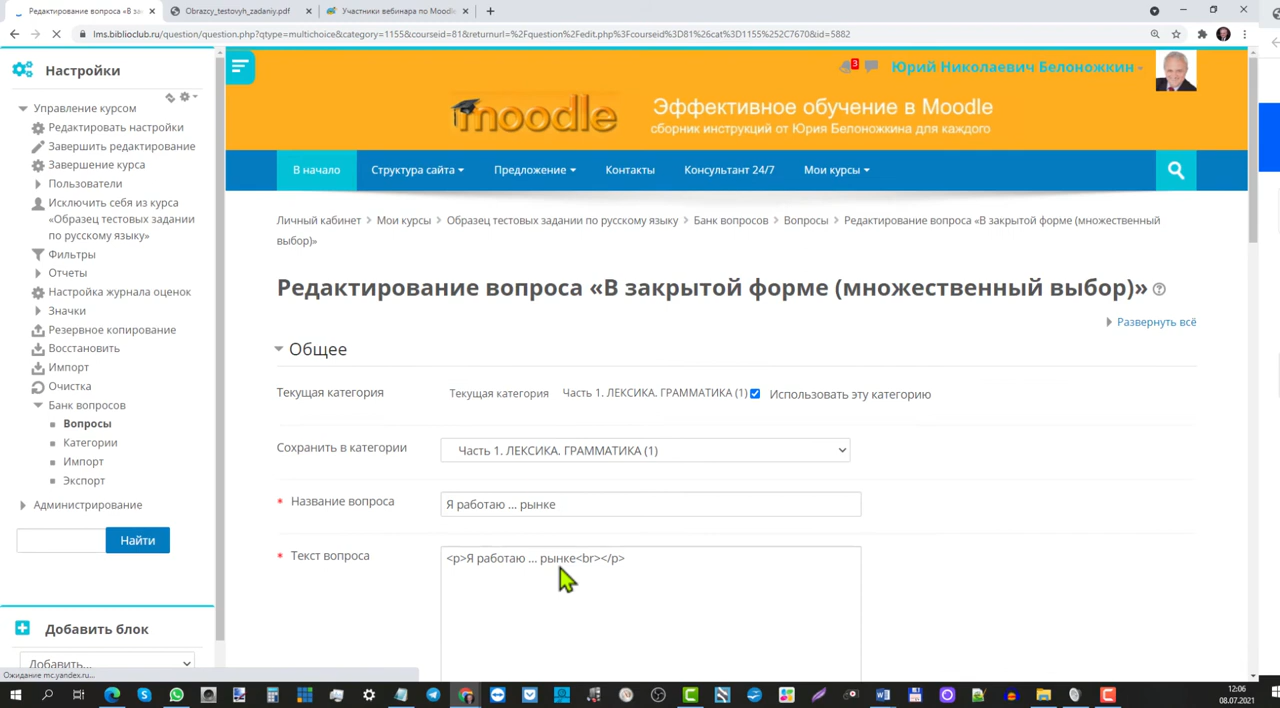 Редактирование вопроса «В за
Obrazcy_testovyh_zadaniy.pdf
Участники вебинара по Moodle
lms.biblioclub.ru/question/question.php?qtype=multichoice&category=1155&courseid=81&returnurl=%2Fquestion%2Fedit.php%3Fcourseid%3D81%26cat%3D1155%252C7670&id=5882
Настройки
Управление курсом
Редактировать настройки
Завершить редактирование
Завершение курса
Пользователи
Исключить себя из курса
«Образец тестовых задании
по русскому языку»
Фильтры
Отчеты
Настройка журнала оценок
Значки
Резервное копирование
Восстановить
Импорт
Очистка
Банк вопросов
Вопросы
Категории
Импорт
Экспорт
Администрирование
Найти
Добавить блок
Добавить...
Ожидание mc.yandex.ru...
3
Юрий Николаевич Белоножкин
moodle
Эффективное обучение в Moodle
сборник инструкций от Юрия Белоножкина для каждого
В начало
Структура сайта
Предложение
Контакты
Консультант 24/7
Мои курсы
Личный кабинет
Мои курсы
Образец тестовых задании по русскому языку
Банк вопросов
Вопросы
Редактирование вопроса «В закрытой форме (множественный
выбор)»
Редактирование вопроса «В закрытой форме (множественный выбор)»
Развернуть всё
Общее
Текущая категория
Текущая категория
Часть 1. ЛЕКСИКА. ГРАММАТИКА (1)
Использовать эту категорию
Сохранить в категории
Часть 1. ЛЕКСИКА. ГРАММАТИКА (1)
Название вопроса
Я работаю ... рынке
Текст вопроса
<p>Я работаю ... рынке<br></p>
12:06
08.07.2021